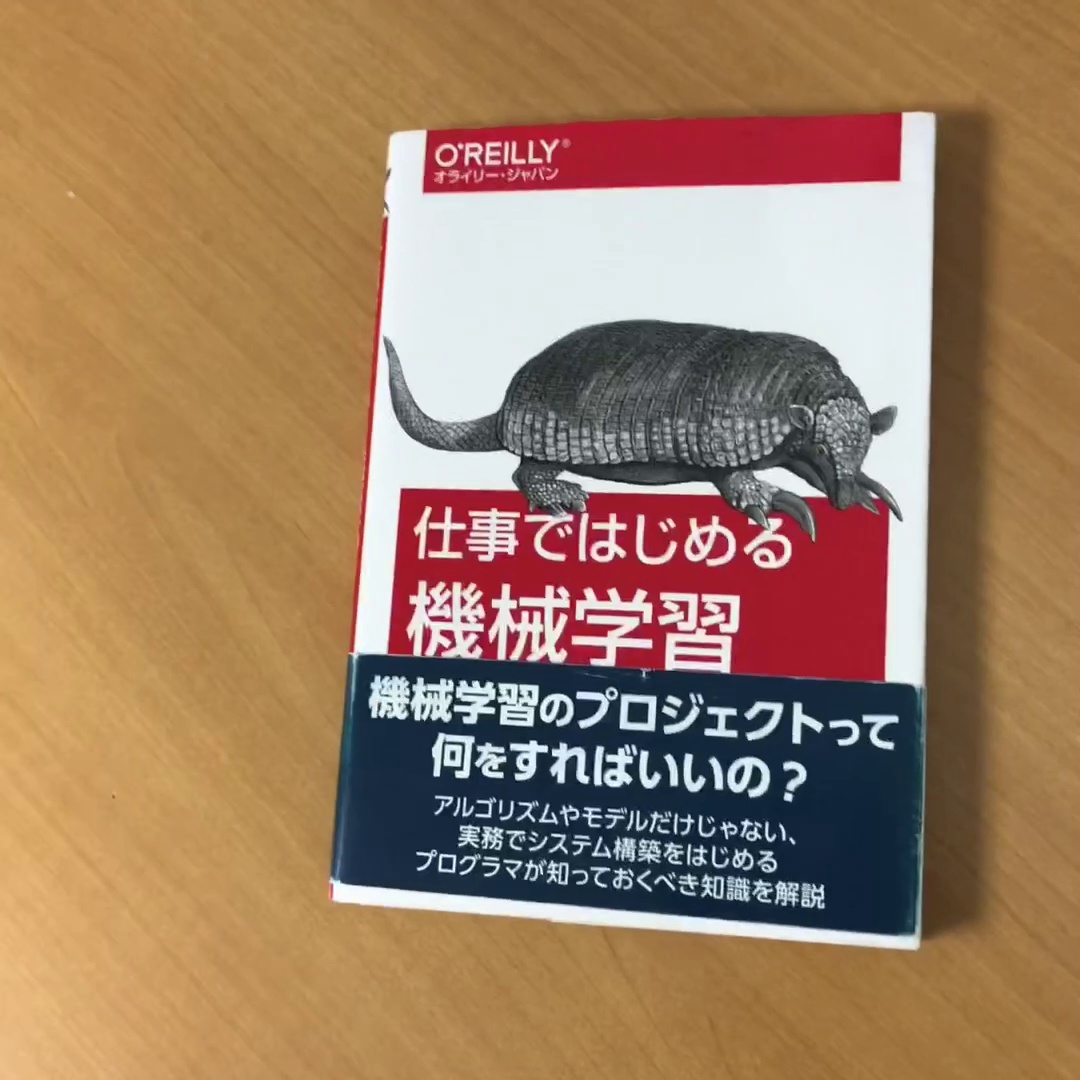 O'REILLY®
オライリー・ジャパン
仕事ではじめる
機械学習
機械学習のプロジェクトって
何をすればいいの?
アルゴリズムやモデルだけじゃない、
実務でシステム構築をはじめる
プログラマが知っておくべき知識を解説